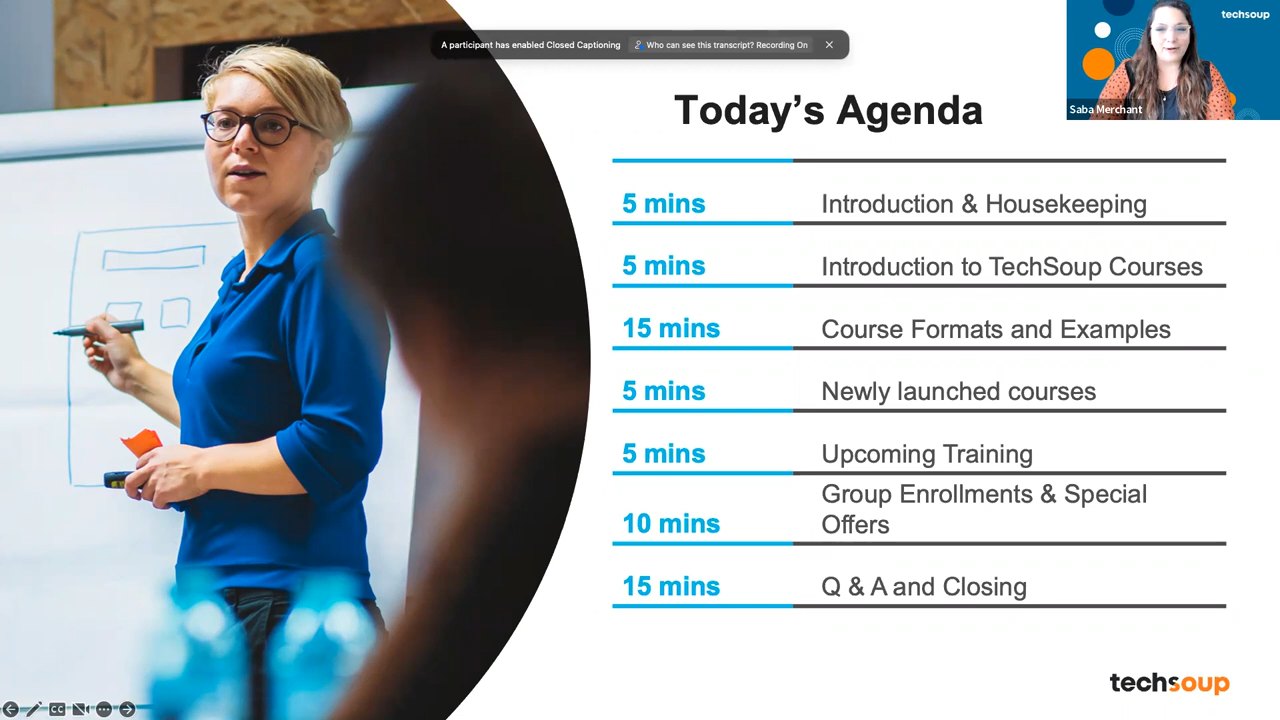 A participant has enabled Closed Captioning Who can see this transcript? Recording On
techsoup
Saba Merchant
Today's Agenda
5 mins Introduction & Housekeeping
5 mins Introduction to TechSoup Courses
15 mins Course Formats and Examples
5 mins Newly launched courses
5 mins Upcoming Training
10 mins Group Enrollments & Special
Offers
15 mins Q & A and Closing
techsoup
CC